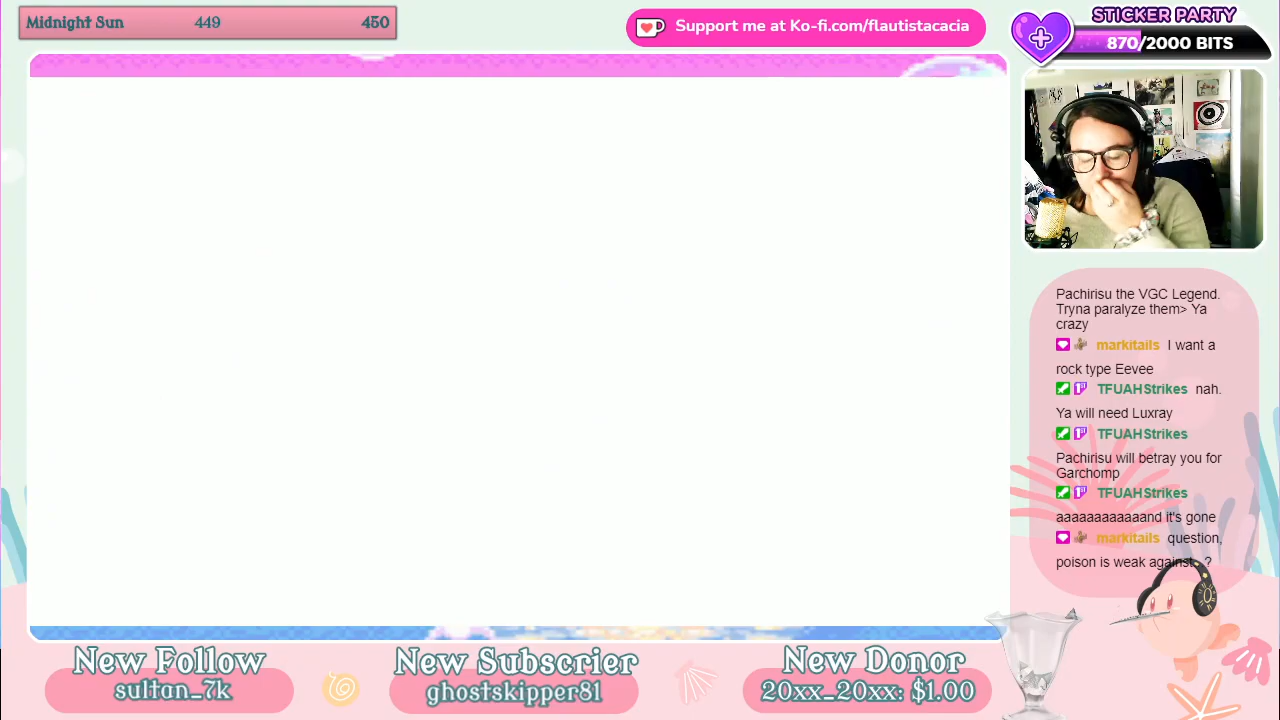 Midnight Sun 449 450
Support me at Ko-fi.com/flautistacacia
STICKER PARTY
870/2000 BITS
Pachirisu the VGC Legend.
Tryna paralyze them> Ya
crazy
markitails I want a
rock type Eevee
TFUAHStrikes nah.
Ya will need Luxray
TFUAHStrikes
Pachirisu will betray you for
Garchomp
TFUAHStrikes
aaaaaaaaaaaand it's gone
markitails question,
poison is weak against...?
New Follow
sultan_7k
New Subscrier
ghostskipper81
New Donor
20xx_20xx: $1.00